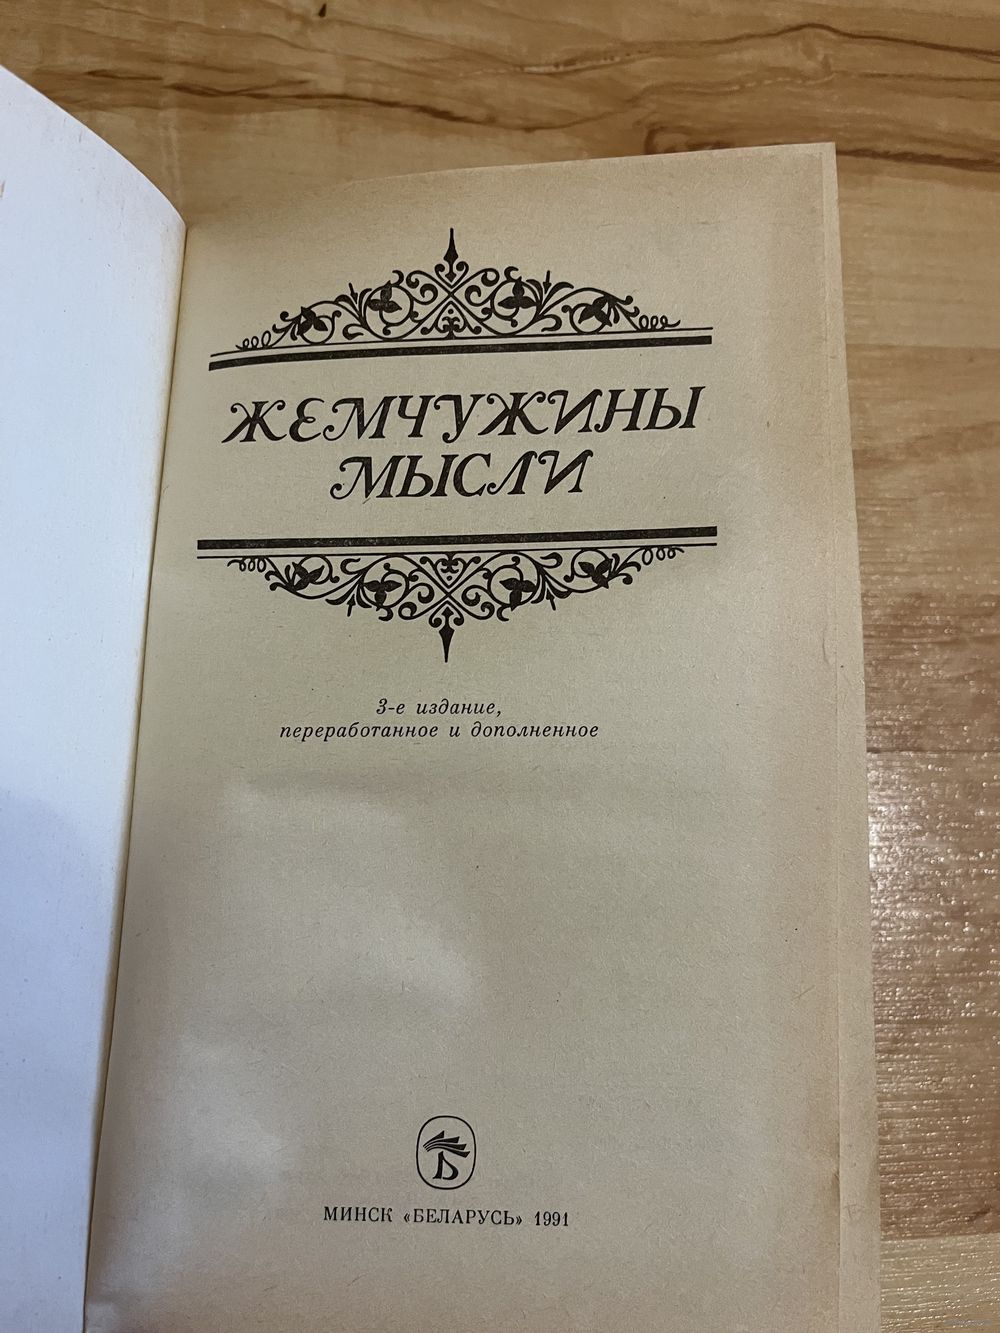 ЖЕМЧУЖИНЫ
МЫСЛИ
3-е издание,
переработанное и дополненное
Б
МИНСК «БЕЛАРУСЬ» 1991